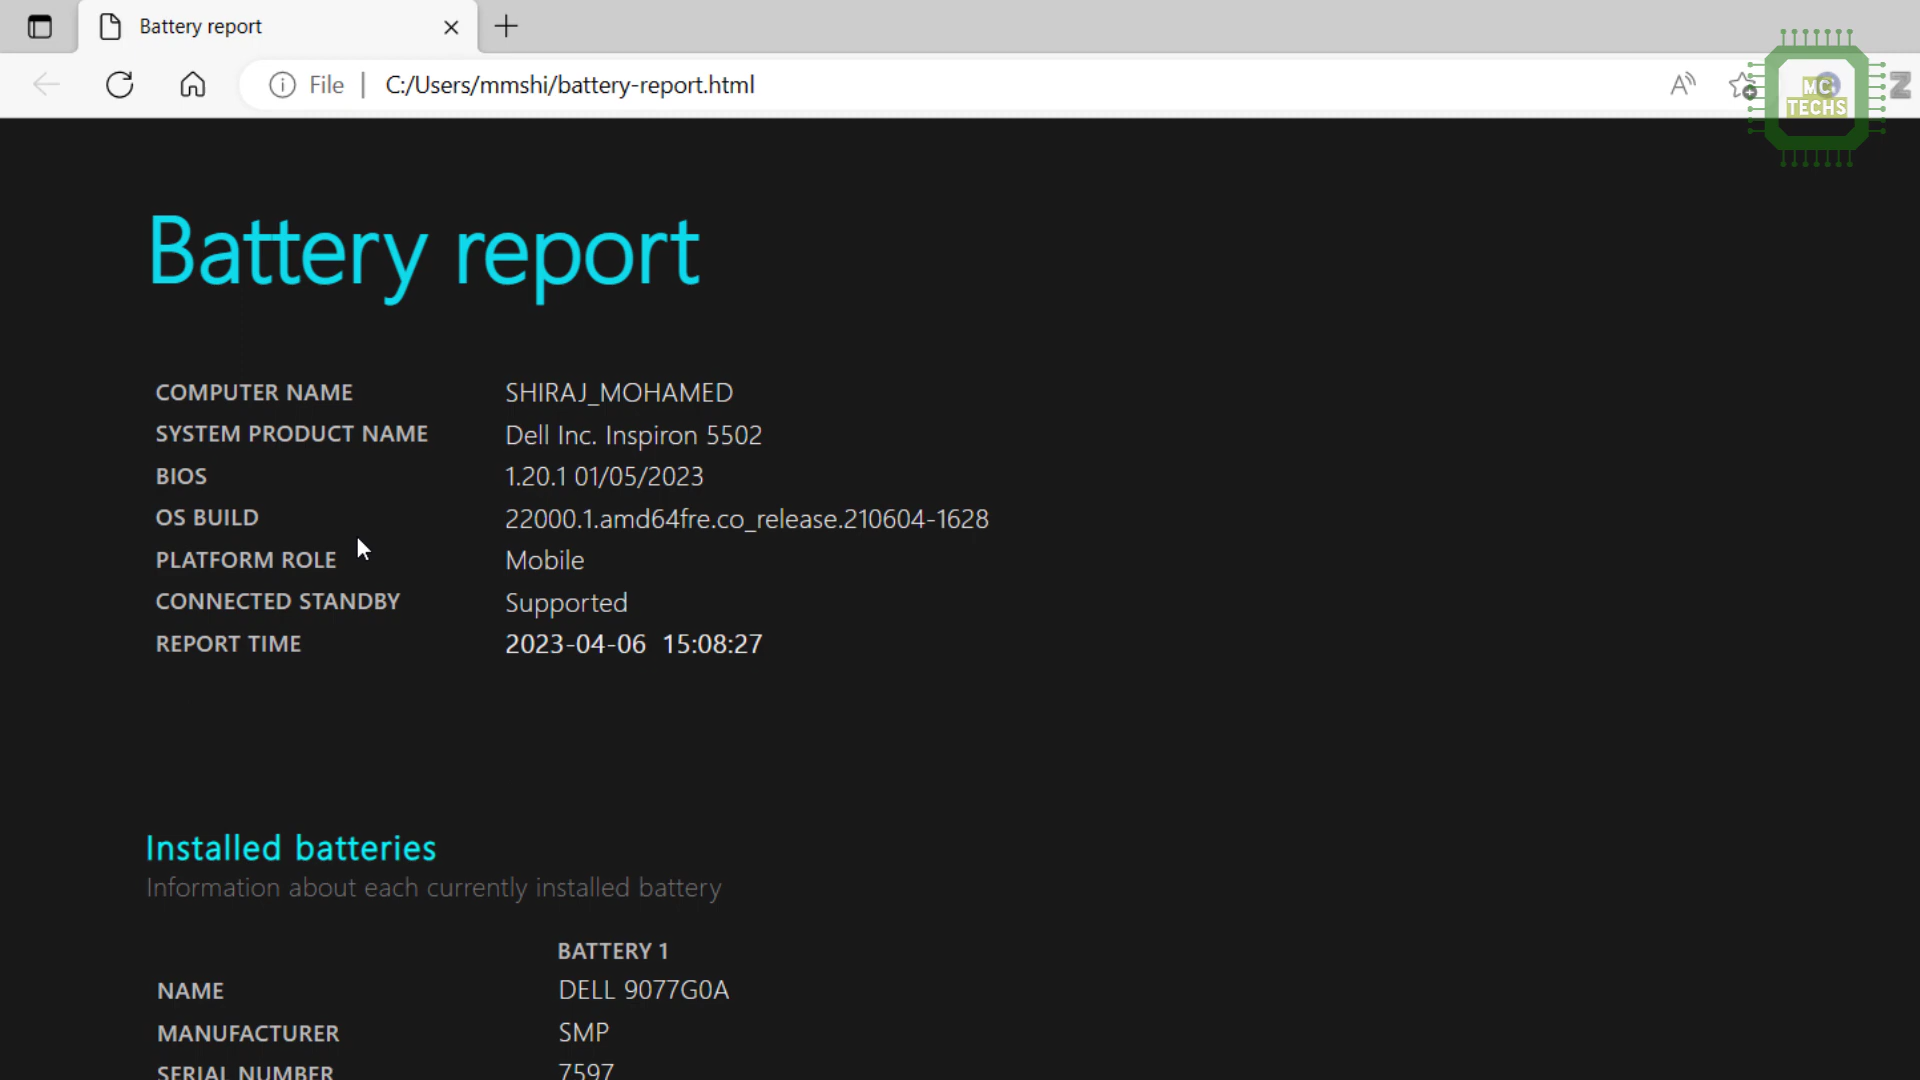 Battery report
File | C:/Users/mmshi/battery-report.html
MC
TECHS
Battery report
COMPUTER NAME SHIRAJ_MOHAMED
SYSTEM PRODUCT NAME Dell Inc. Inspiron 5502
BIOS 1.20.1 01/05/2023
OS BUILD 22000.1.amd64fre.co_release.210604-1628
PLATFORM ROLE Mobile
CONNECTED STANDBY Supported
REPORT TIME 2023-04-06 15:08:27
Installed batteries
Information about each currently installed battery
BATTERY 1
NAME DELL 9077G0A
MANUFACTURER SMP
SERIAL NUMBER 7597